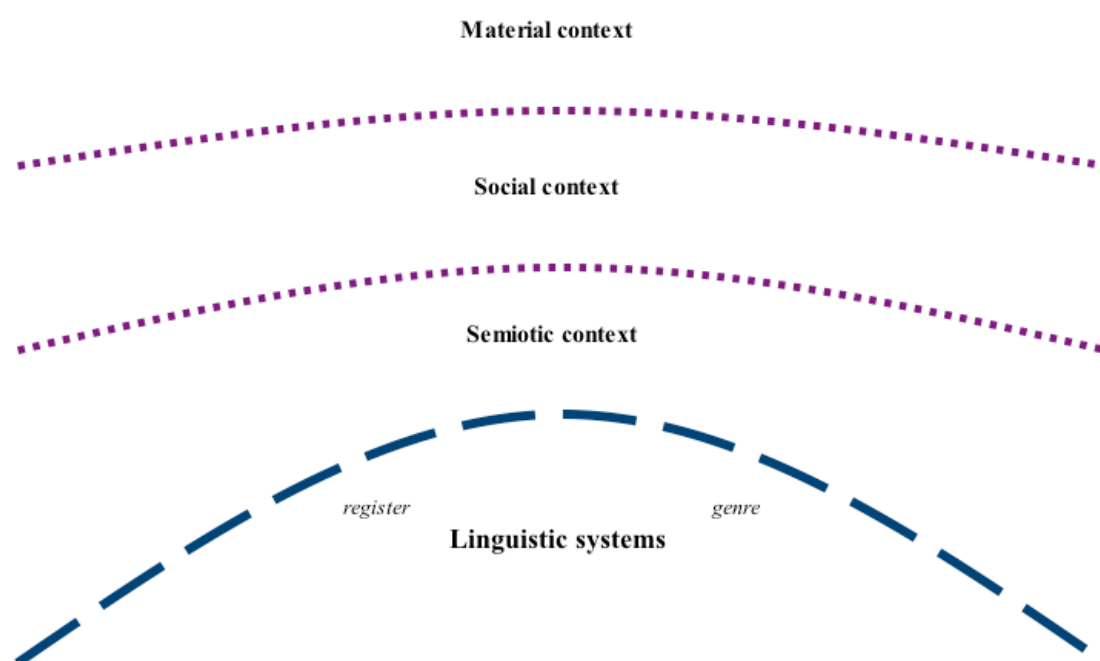 Material context
Social context
Semiotic context
register genre
Linguistic systems